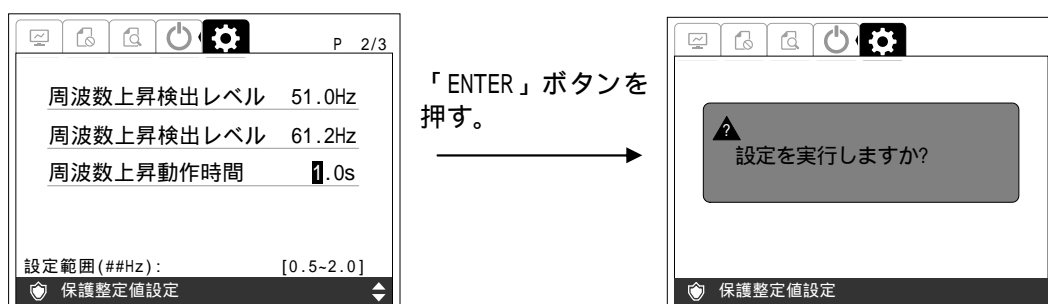 P 2/3
周波数上昇検出レベル 51.0Hz
周波数上昇検出レベル 61.2Hz
周波数上昇動作時間 1.0s
設定範囲(##Hz): [0.5~2.0]
保護整定値設定
「ENTER」ボタンを
押す。
?
設定を実行しますか?
保護整定値設定